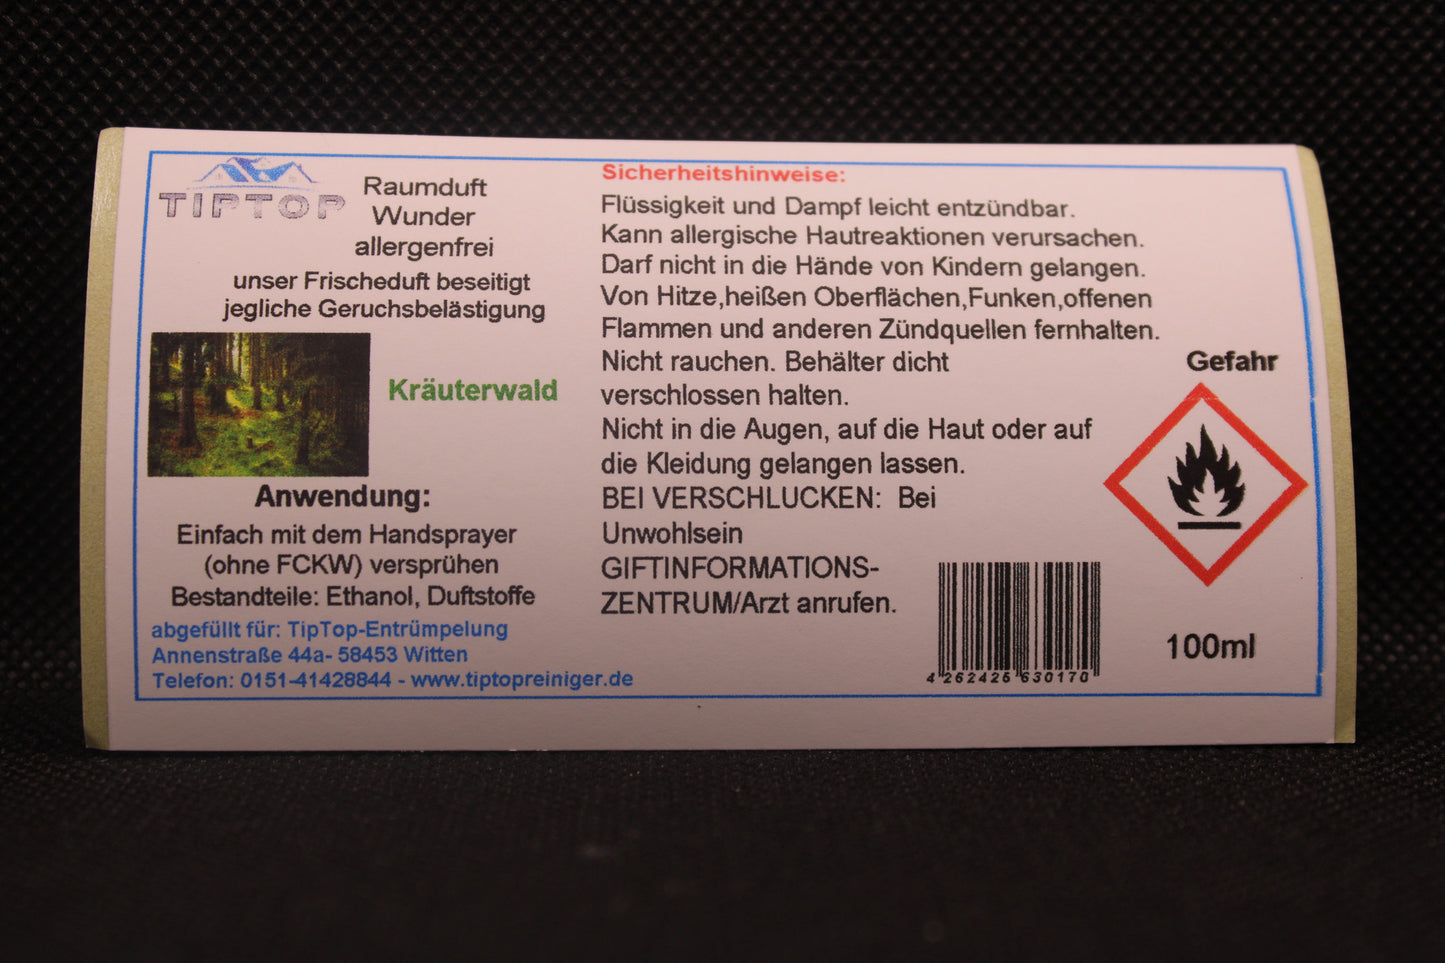 TIPTOP
Raumduft
Wunder
allergenfrei
unser Frischeduft beseitigt
jegliche Geruchsbelästigung
Kräuterwald
Anwendung:
Einfach mit dem Handsprayer
(ohne FCKW) versprühen
Bestandteile: Ethanol, Duftstoffe
abgefüllt für: TipTop-Entrümpelung
Annenstraße 44a- 58453 Witten
Telefon: 0151-41428844 - www.tiptopreiniger.de
Sicherheitshinweise:
Flüssigkeit und Dampf leicht entzündbar.
Kann allergische Hautreaktionen verursachen.
Darf nicht in die Hände von Kindern gelangen.
Von Hitze,heißen Oberflächen,Funken,offenen
Flammen und anderen Zündquellen fernhalten.
Nicht rauchen. Behälter dicht
verschlossen halten.
Nicht in die Augen, auf die Haut oder auf
die Kleidung gelangen lassen.
BEI VERSCHLUCKEN: Bei
Unwohlsein
GIFTINFORMATIONS-
ZENTRUM/Arzt anrufen.
Gefahr
4 262426 630170
100ml